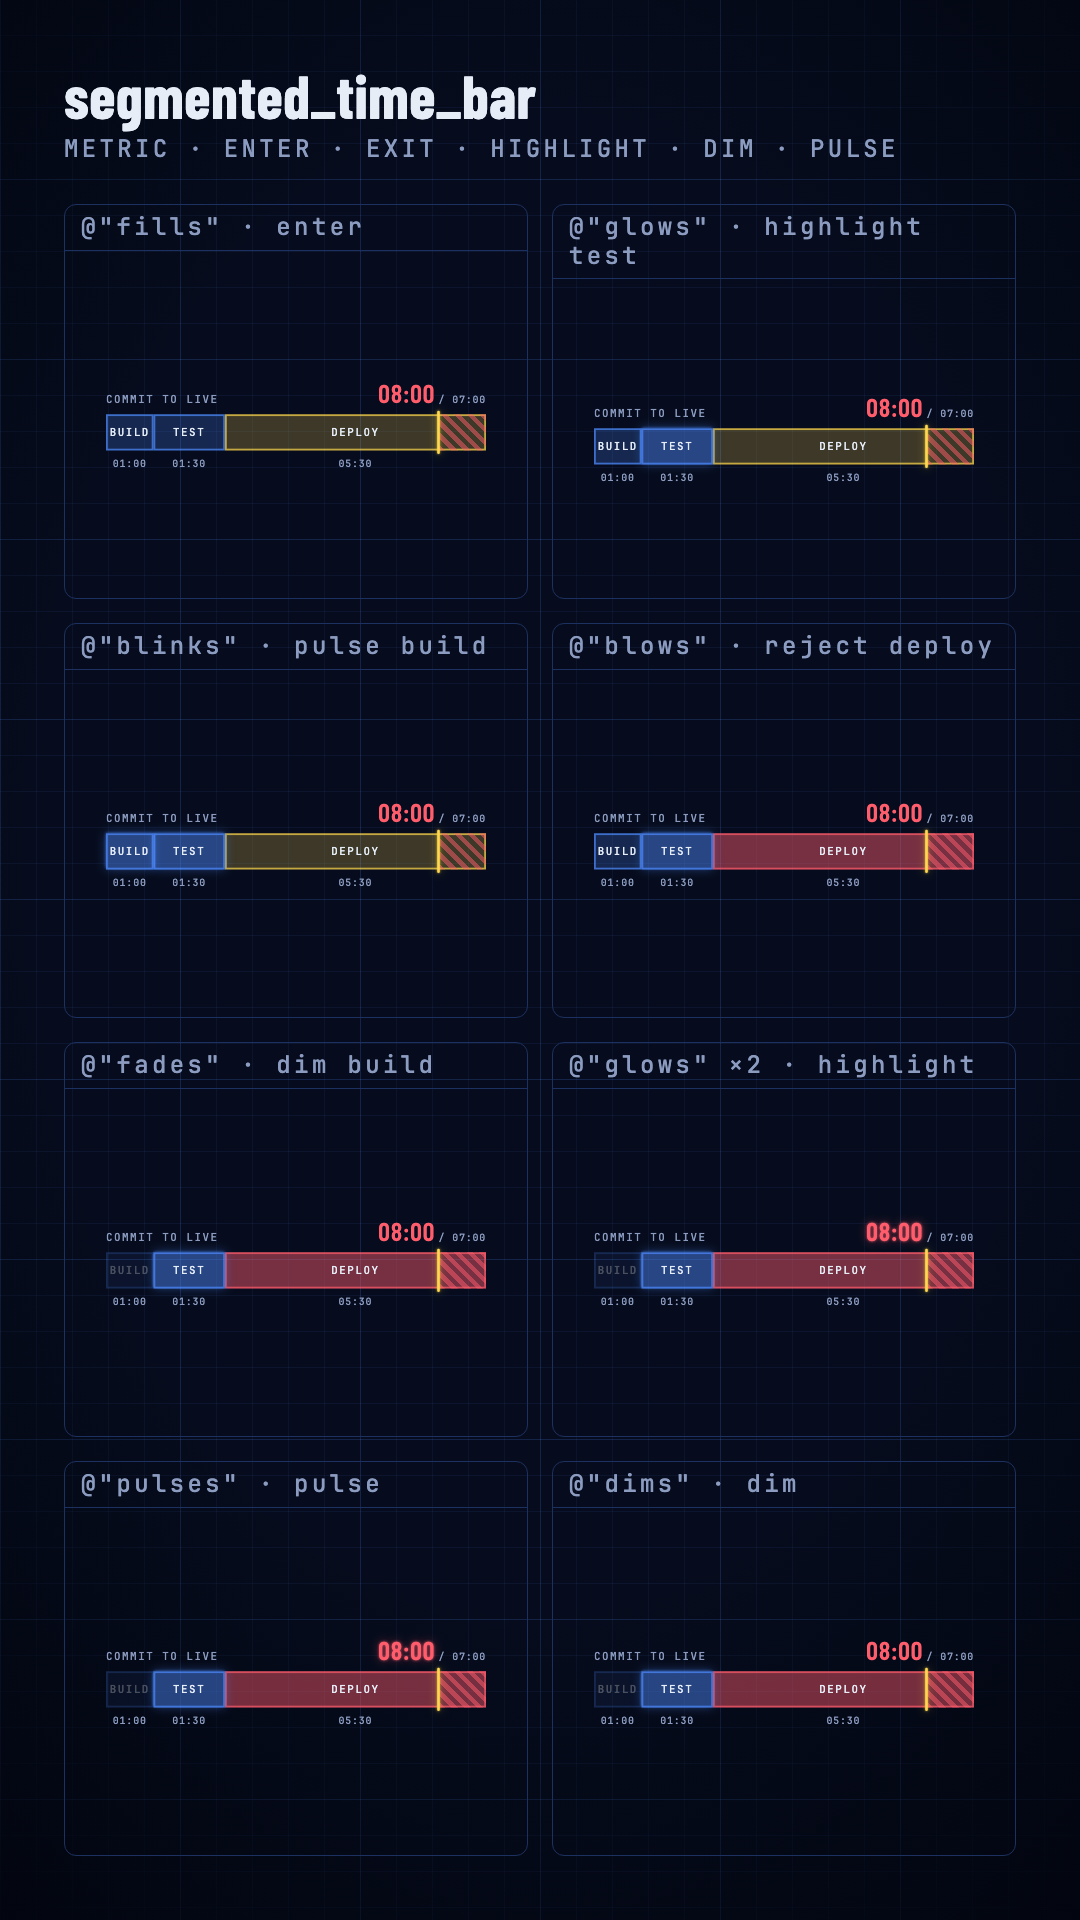 segmented_time_bar
METRIC · ENTER · EXIT · HIGHLIGHT · DIM · PULSE
@"fills" · enter
COMMIT TO LIVE 08:00 / 07:00
BUILD TEST DEPLOY
01:00 01:30 05:30
@"glows" · highlight
test
COMMIT TO LIVE 08:00 / 07:00
BUILD TEST DEPLOY
01:00 01:30 05:30
@"blinks" · pulse build
COMMIT TO LIVE 08:00 / 07:00
BUILD TEST DEPLOY
01:00 01:30 05:30
@"blows" · reject deploy
COMMIT TO LIVE 08:00 / 07:00
BUILD TEST DEPLOY
01:00 01:30 05:30
@"fades" · dim build
COMMIT TO LIVE 08:00 / 07:00
BUILD TEST DEPLOY
01:00 01:30 05:30
@"glows" ×2 · highlight
COMMIT TO LIVE 08:00 / 07:00
BUILD TEST DEPLOY
01:00 01:30 05:30
@"pulses" · pulse
COMMIT TO LIVE 08:00 / 07:00
BUILD TEST DEPLOY
01:00 01:30 05:30
@"dims" · dim
COMMIT TO LIVE 08:00 / 07:00
BUILD TEST DEPLOY
01:00 01:30 05:30